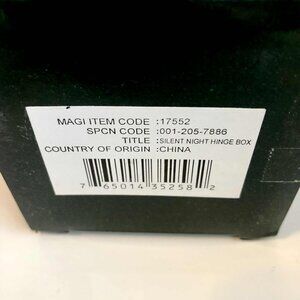 MAGI ITEM CODE :17552
SPCN CODE :001-205-7886
TITLE :SILENT NIGHT HINGE BOX
COUNTRY OF ORIGIN :CHINA
7 65014 35258 2